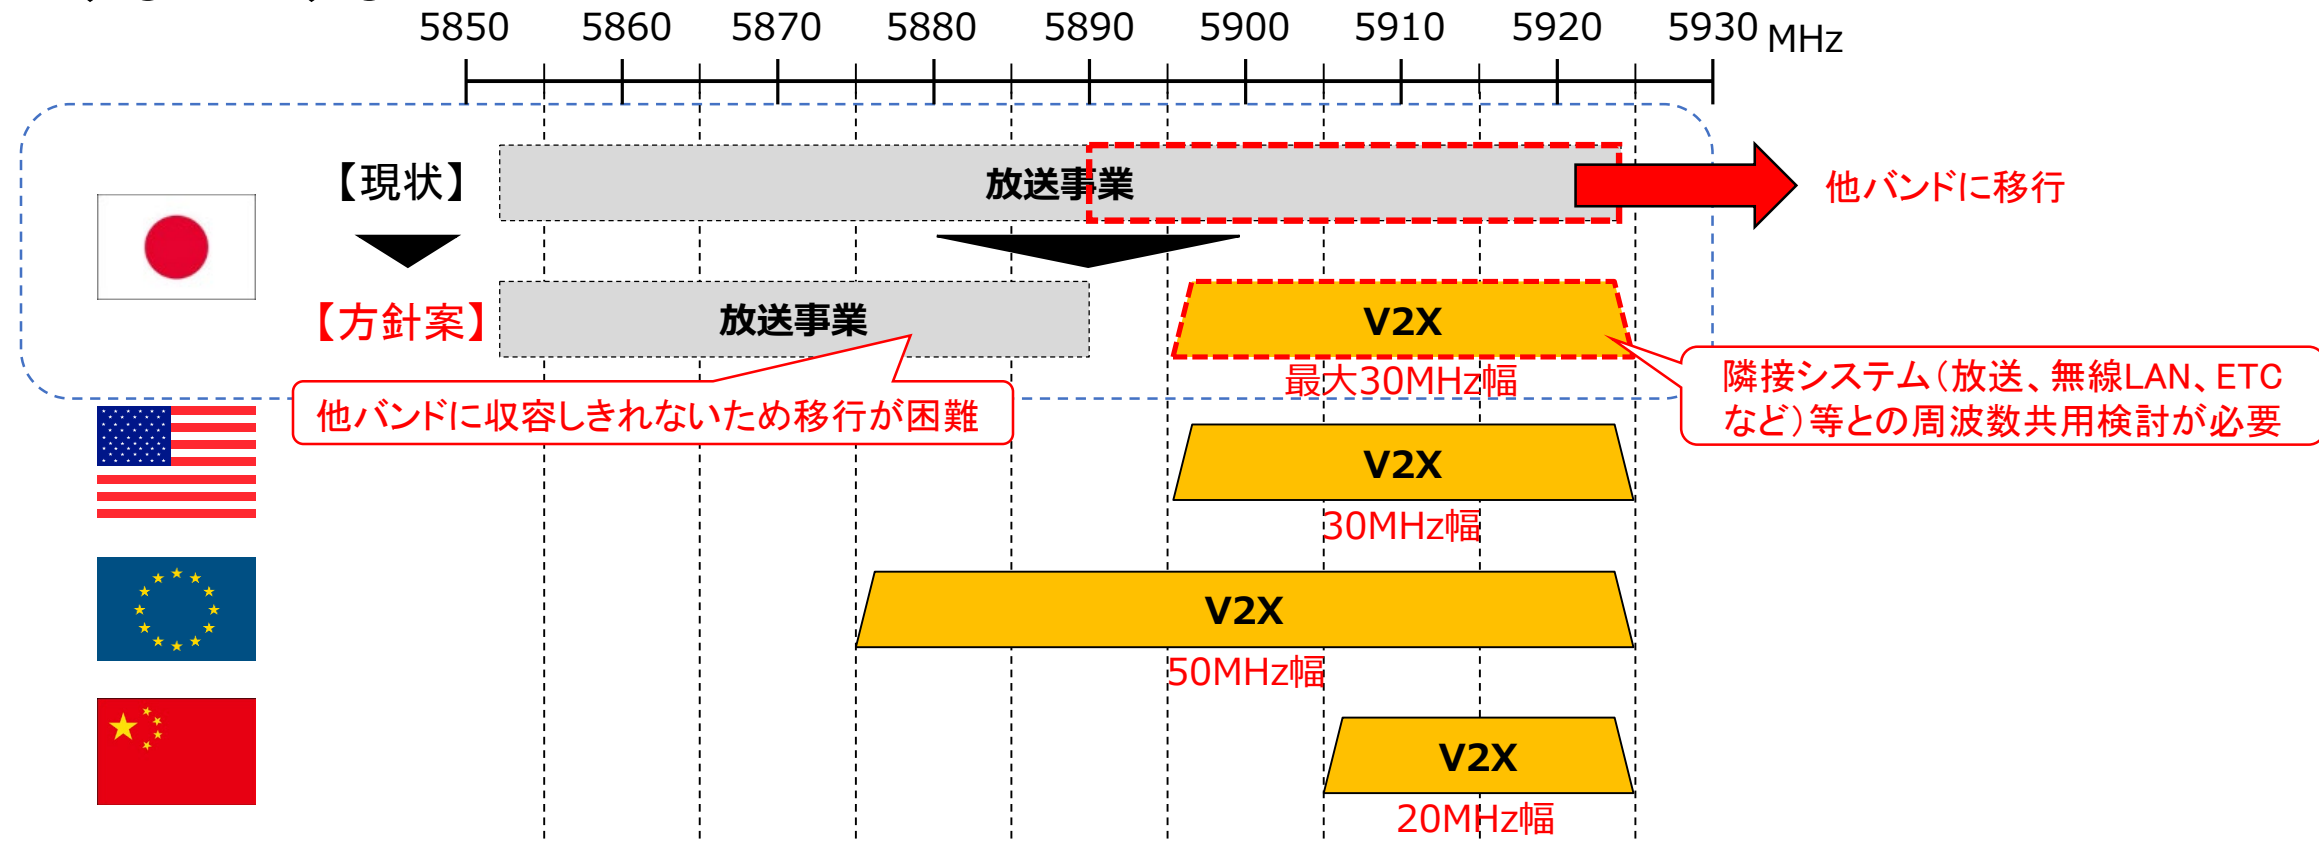 5850 5860 5870 5880 5890 5900 5910 5920 5930 MHz
【現状】
放送事業
他バンドに移行
【方針案】
放送事業
V2X
最大30MHz幅
他バンドに収容しきれないため移行が困難
隣接システム（放送、無線LAN、ETC
など）等との周波数共用検討が必要
V2X
30MHz幅
V2X
50MHz幅
V2X
20MHz幅